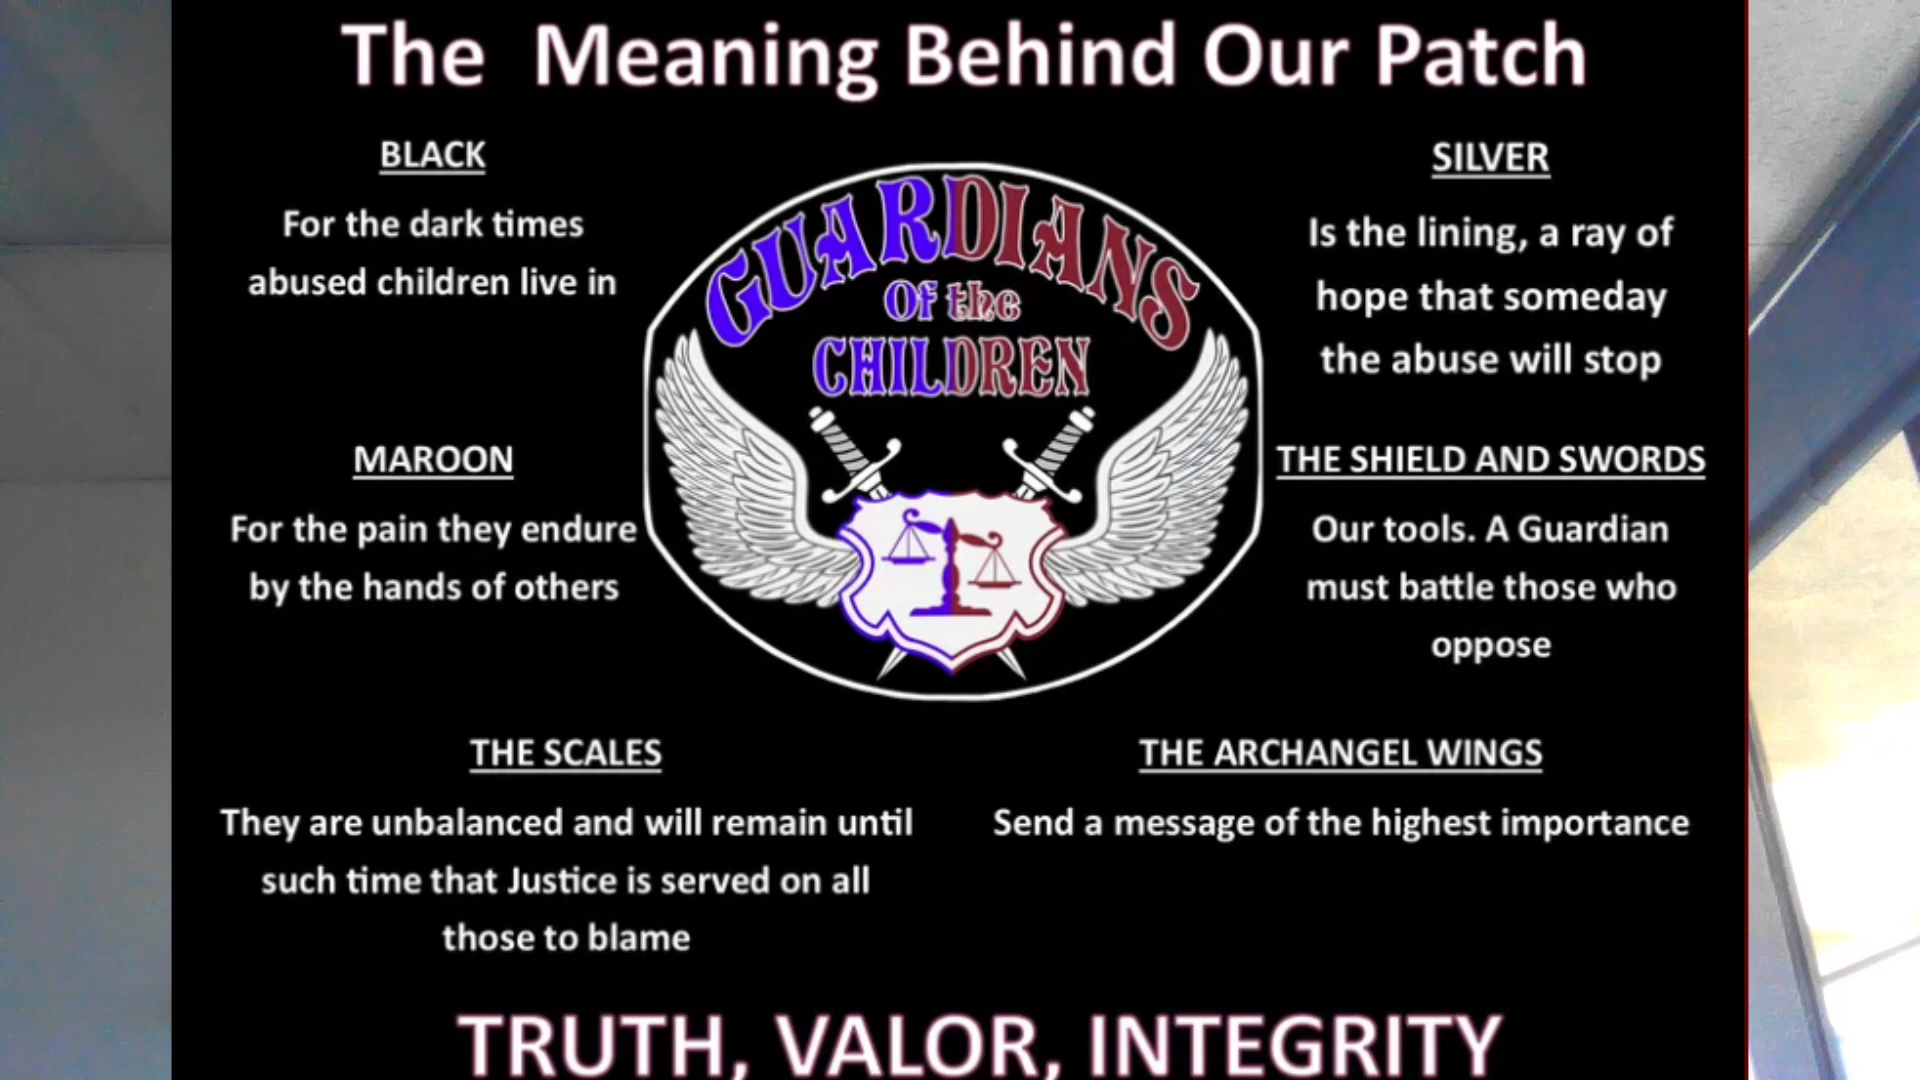 The Meaning Behind Our Patch
BLACK
For the dark times
abused children live in
MAROON
For the pain they endure
by the hands of others
GUARDIANS
Of the
CHILDREN
SILVER
Is the lining, a ray of
hope that someday
the abuse will stop
THE SHIELD AND SWORDS
Our tools. A Guardian
must battle those who
oppose
THE SCALES
They are unbalanced and will remain until
such time that Justice is served on all
those to blame
THE ARCHANGEL WINGS
Send a message of the highest importance
TRUTH, VALOR, INTEGRITY